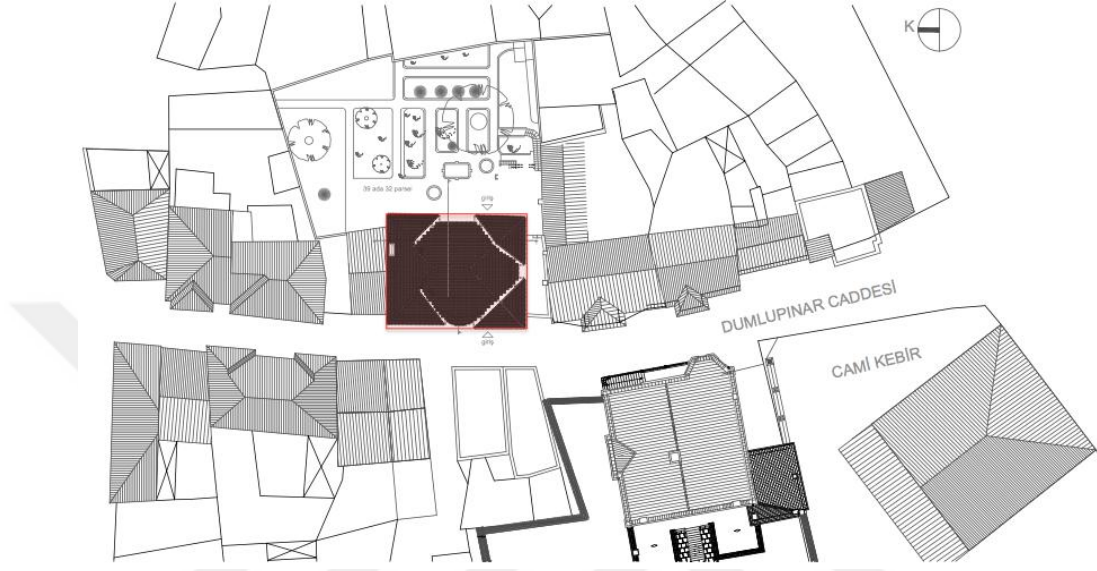 K
39 ada 32 parsel
giriş
DUMLUPINAR CADDESİ
giriş
CAMİ KEBİR